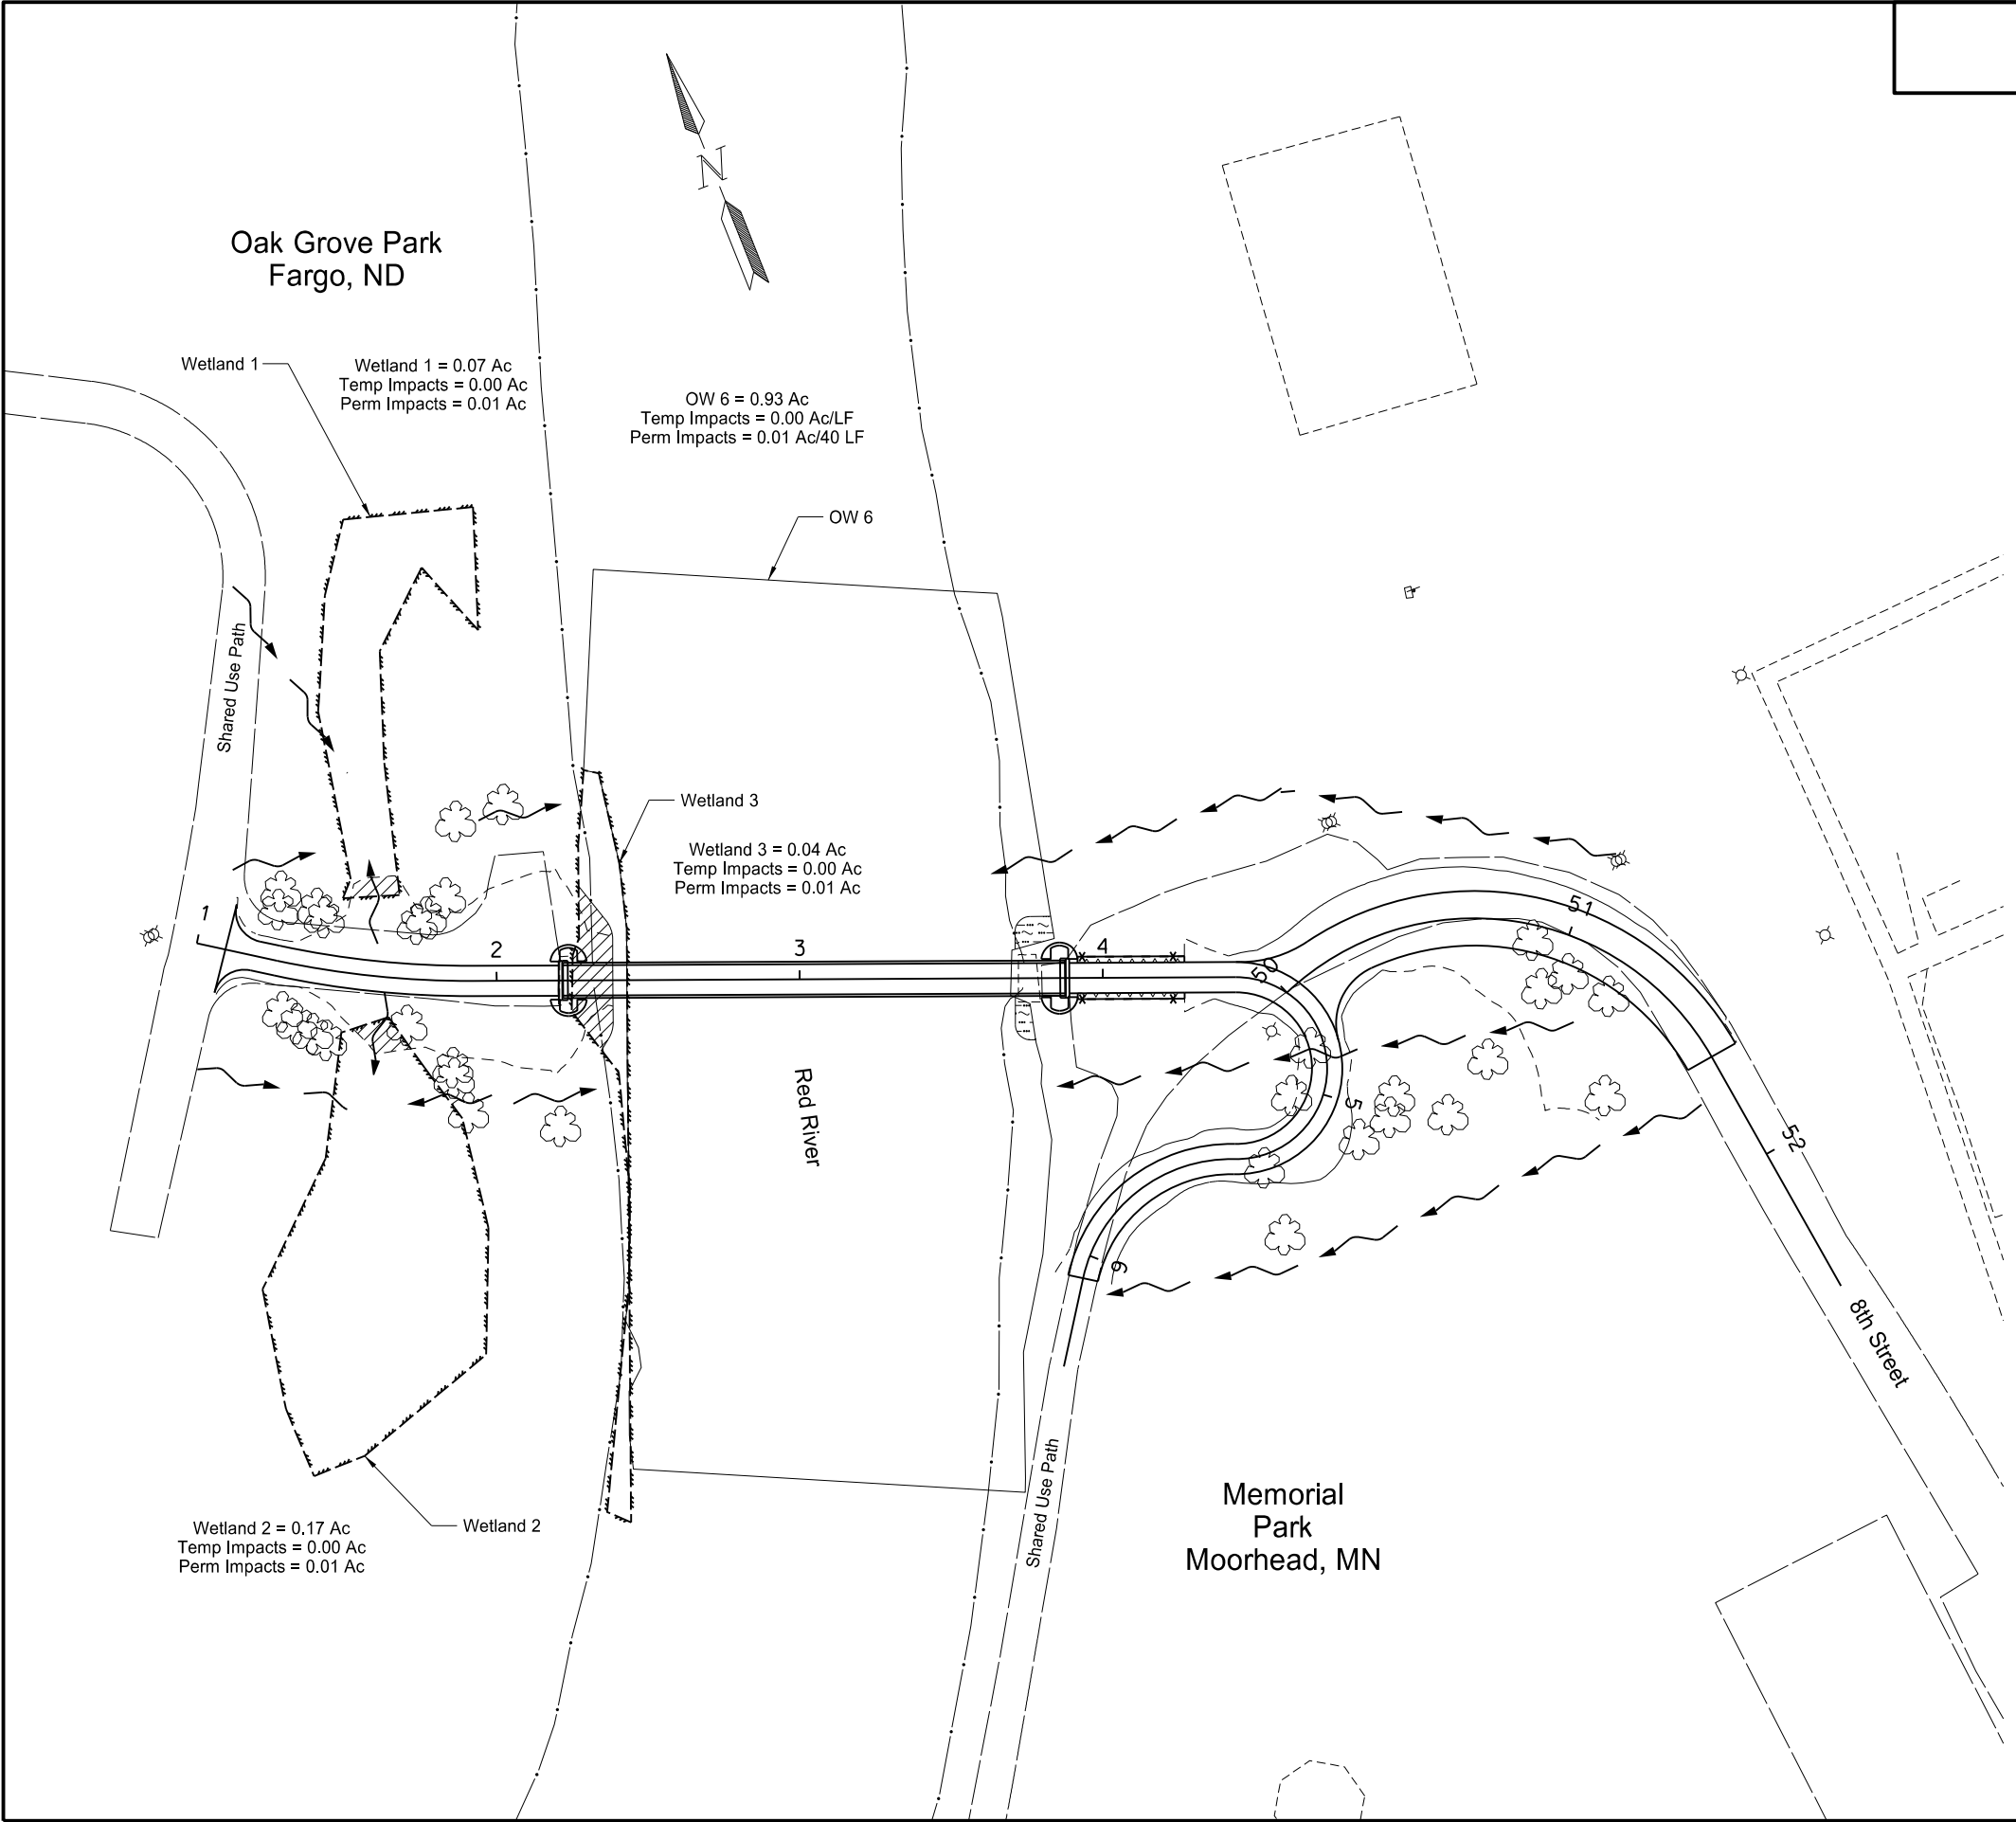 N
Oak Grove Park
Fargo, ND
Wetland 1
Wetland 1 = 0.07 Ac
Temp Impacts = 0.00 Ac
Perm Impacts = 0.01 Ac
OW 6 = 0.93 Ac
Temp Impacts = 0.00 Ac/LF
Perm Impacts = 0.01 Ac/40 LF
OW 6
Shared Use Path
Wetland 3
Wetland 3 = 0.04 Ac
Temp Impacts = 0.00 Ac
Perm Impacts = 0.01 Ac
1
2
3
4
50
51
5
52
6
Red River
8th Street
Shared Use Path
Memorial
Park
Moorhead, MN
Wetland 2 = 0.17 Ac
Temp Impacts = 0.00 Ac
Perm Impacts = 0.01 Ac
Wetland 2